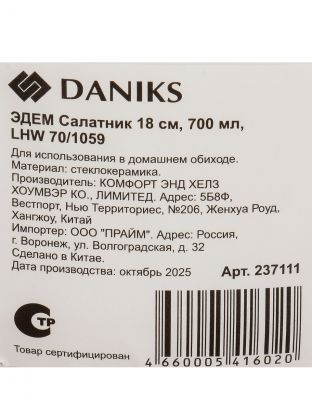 DANIKS
ЭДЕМ Салатник 18 см, 700 мл,
LHW 70/1059
Для использования в домашнем обиходе.
Материал: стеклокерамика.
Производитель: КОМФОРТ ЭНД ХЕЛЗ
ХОУМВЭР КО., ЛИМИТЕД. Адрес: 5Б8Ф,
Вестпорт, Нью Территориес, №206, Женхуа Роуд,
Хангжоу, Китай
Импортер: ООО "ПРАЙМ". Адрес: Россия,
г. Воронеж, ул. Волгоградская, д. 32
Сделано в Китае.
Дата производства: октябрь 2025
Арт. 237111
СТР
Товар сертифицирован
4 660005 416020